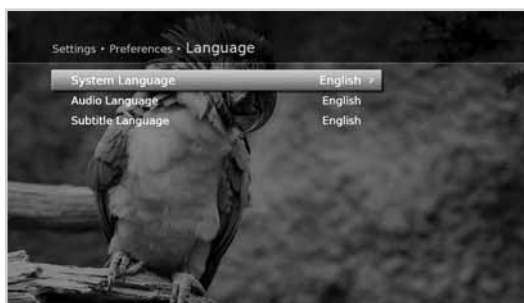 Settings • Preferences • Language
System Language English »
Audio Language English
Subtitle Language English